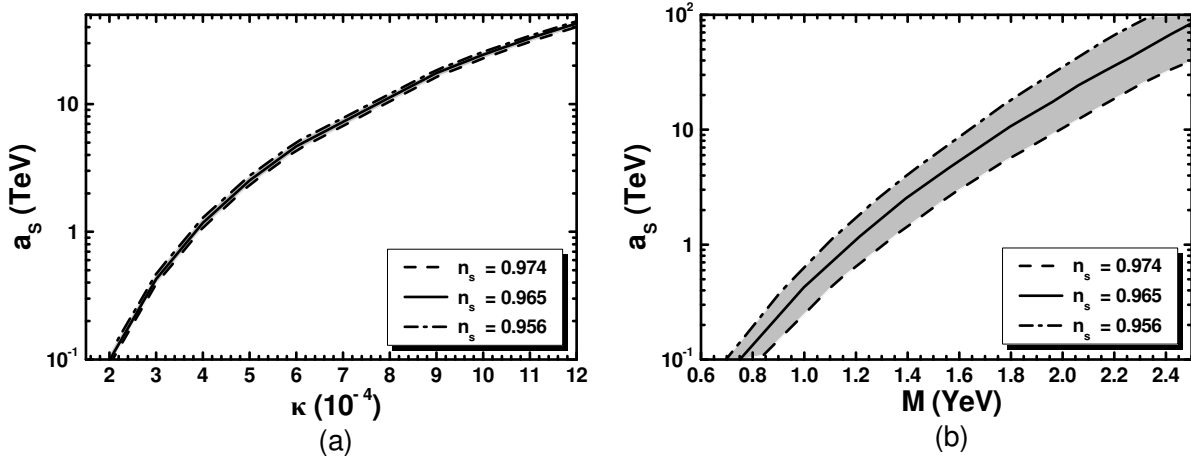 10
1
10⁻¹
a_s (TeV)
2 3 4 5 6 7 8 9 10 11 12
κ (10⁻⁴)
n_s = 0.974
n_s = 0.965
n_s = 0.956
(a)
10²
10
1
10⁻¹
a_s (TeV)
0.6 0.8 1.0 1.2 1.4 1.6 1.8 2.0 2.2 2.4
M (YeV)
n_s = 0.974
n_s = 0.965
n_s = 0.956
(b)